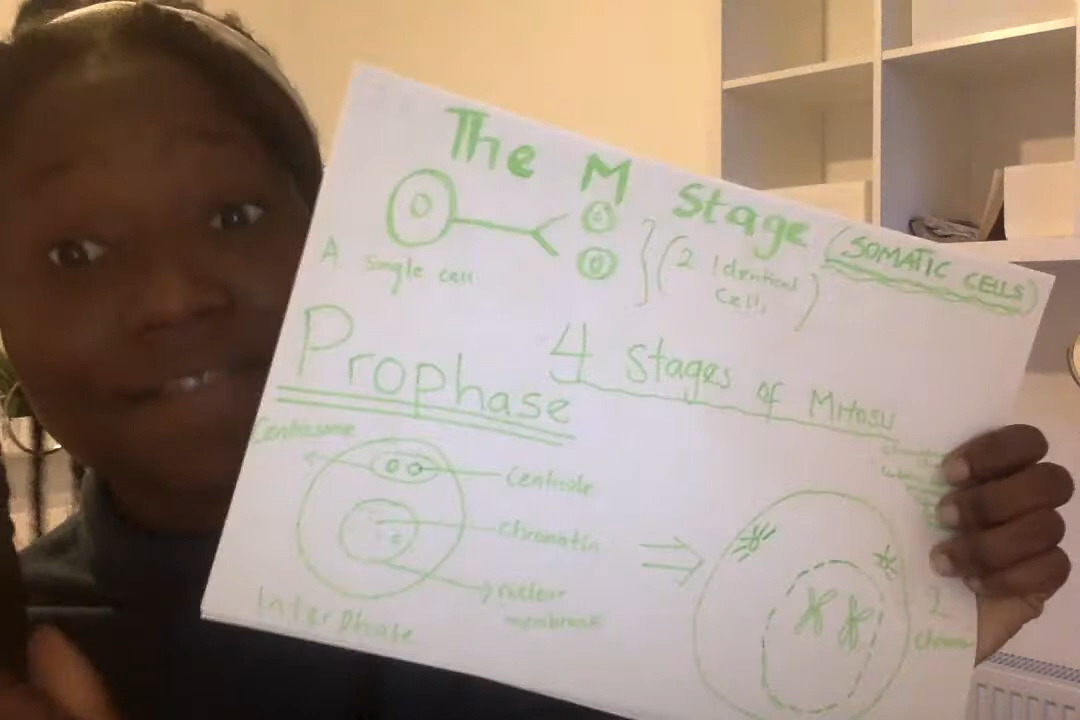 The M Stage (SOMATIC CELLS)
A single cell
(2 Identical
Cells)
Prophase
4 Stages of Mitosis
Centrosome
Centriole
Chromatin
nuclear
membrane
Interphase
2